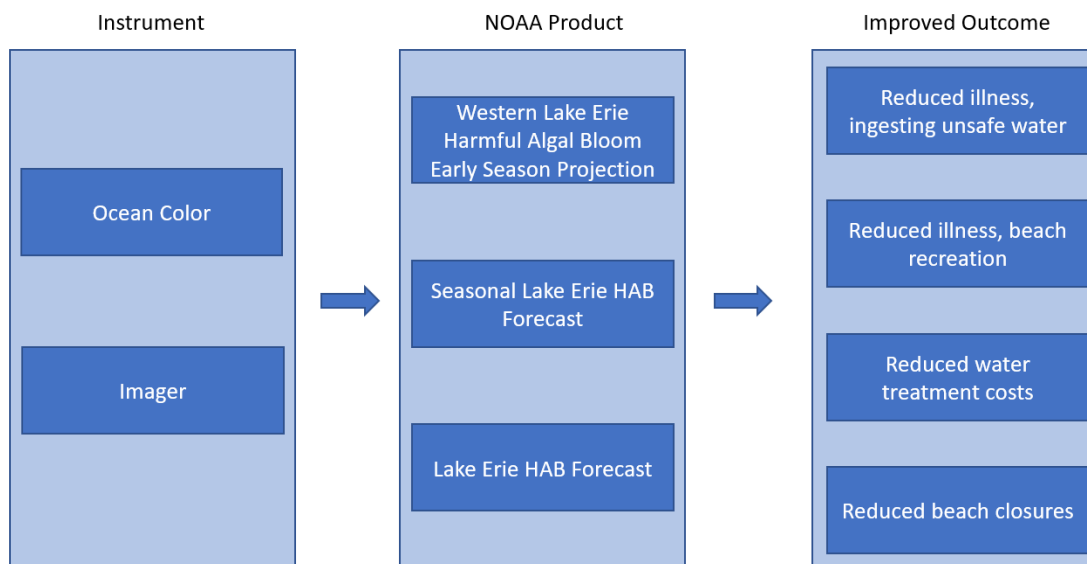 Instrument
NOAA Product
Improved Outcome
Ocean Color
Imager
Western Lake Erie
Harmful Algal Bloom
Early Season Projection
Seasonal Lake Erie HAB
Forecast
Lake Erie HAB Forecast
Reduced illness,
ingesting unsafe water
Reduced illness, beach
recreation
Reduced water
treatment costs
Reduced beach closures